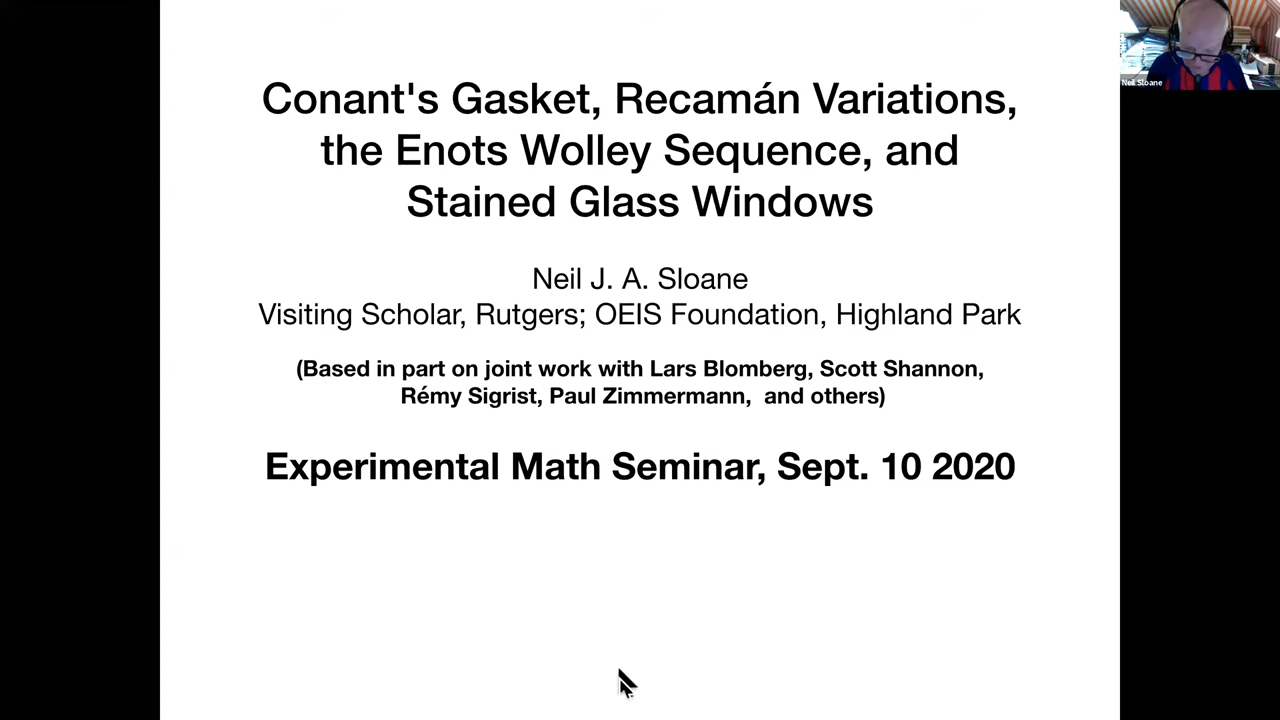 Conant's Gasket, Recamán Variations,
the Enots Wolley Sequence, and
Stained Glass Windows
Neil J. A. Sloane
Visiting Scholar, Rutgers; OEIS Foundation, Highland Park
(Based in part on joint work with Lars Blomberg, Scott Shannon,
Rémy Sigrist, Paul Zimmermann,  and others)
Experimental Math Seminar, Sept. 10 2020
Neil Sloane